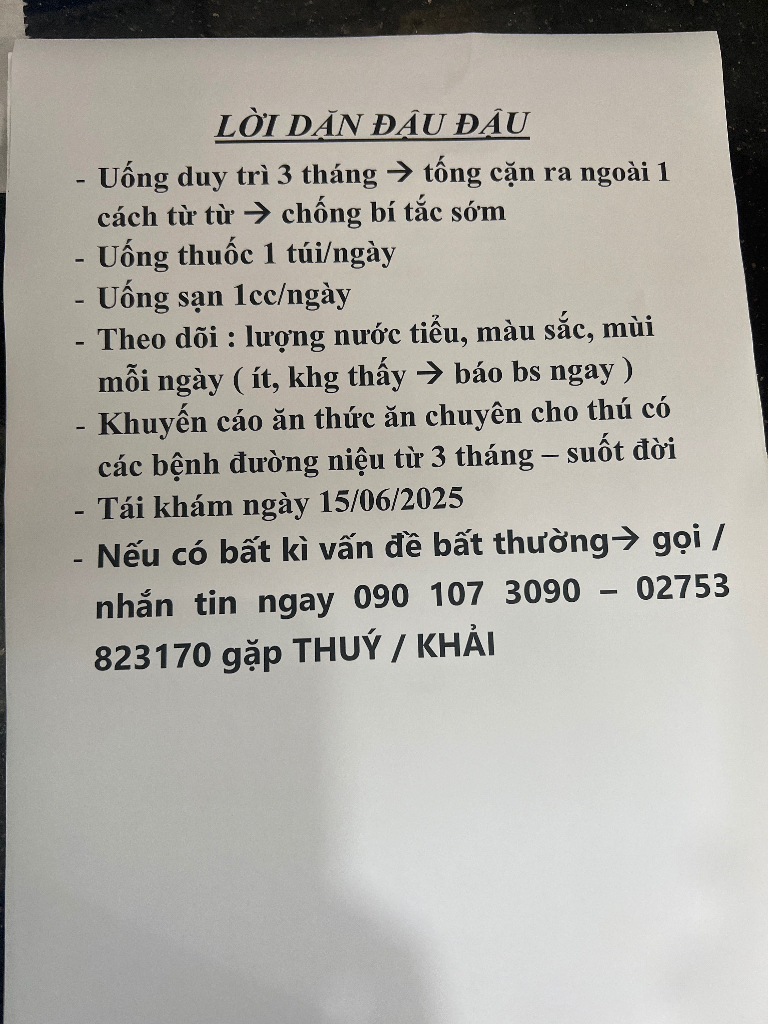 LỜI DẶN ĐẬU ĐẬU
- Uống duy trì 3 tháng → tống cặn ra ngoài 1
cách từ từ → chống bí tắc sớm
- Uống thuốc 1 túi/ngày
- Uống sạn 1cc/ngày
- Theo dõi : lượng nước tiểu, màu sắc, mùi
mỗi ngày ( ít, khg thấy → báo bs ngay )
- Khuyến cáo ăn thức ăn chuyên cho thú có
các bệnh đường niệu từ 3 tháng – suốt đời
- Tái khám ngày 15/06/2025
- Nếu có bất kì vấn đề bất thường→ gọi /
nhắn tin ngay 090 107 3090 – 02753
823170 gặp THUÝ / KHẢI